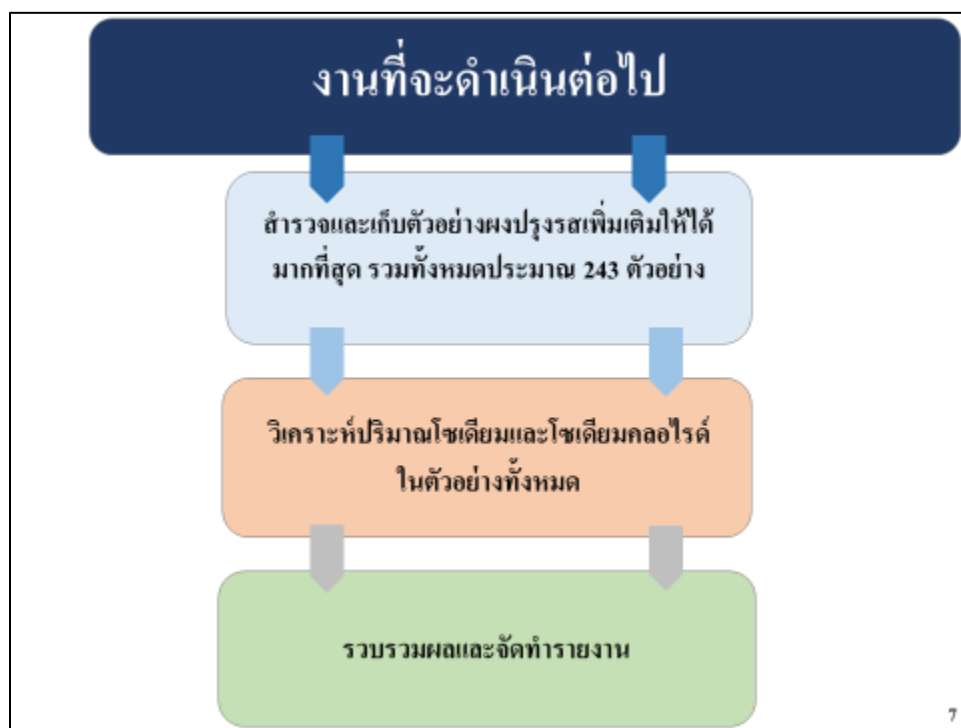 งานที่จะดำเนินต่อไป
สำรวจและเก็บตัวอย่างผงปรุงรสเพิ่มเติมให้ได้
มากที่สุด รวมทั้งหมดประมาณ 243 ตัวอย่าง
วิเคราะห์ปริมาณโซเดียมและโซเดียมคลอไรด์
ในตัวอย่างทั้งหมด
รวบรวมผลและจัดทำรายงาน
7